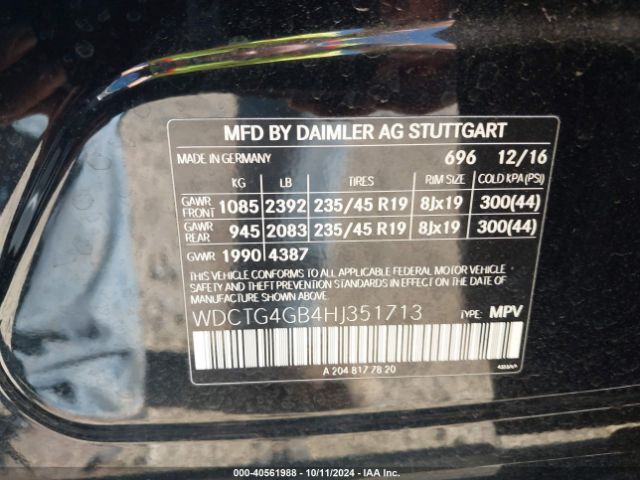 MFD BY DAIMLER AG STUTTGART
MADE IN GERMANY 696 12/16
KG LB TIRES RIM SIZE COLD KPA (PSI)
GAWR FRONT 1085 2392 235/45 R19 8Jx19 300(44)
GAWR REAR 945 2083 235/45 R19 8Jx19 300(44)
GVWR 1990 4387
THIS VEHICLE CONFORMS TO ALL APPLICABLE FEDERAL MOTOR VEHICLE
SAFETY AND THEFT PREVENTION STANDARDS IN EFFECT
ON THE DATE OF MANUFACTURE SHOWN ABOVE.
WDCTG4GB4HJ351713 TYPE: MPV
A 204 817 78 20
000-40561988 - 10/11/2024 - IAA Inc.